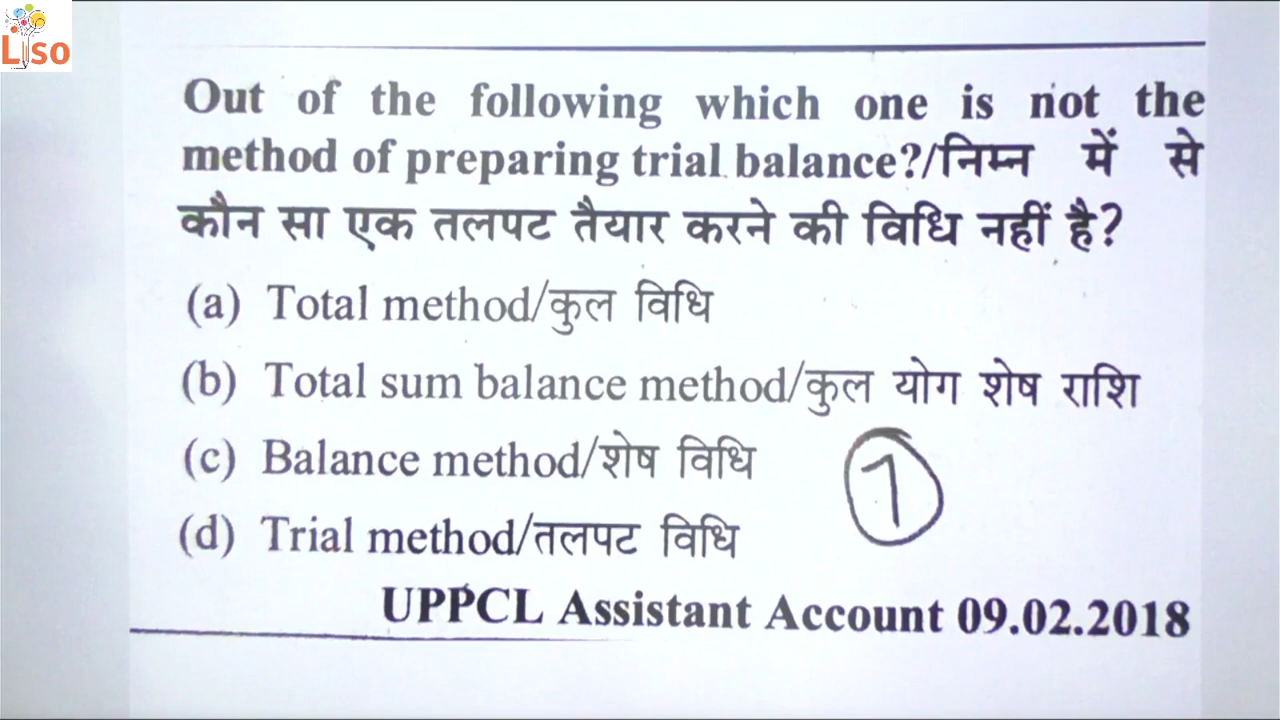 Liso
Out of the following which one is not the
method of preparing trial balance?/निम्न में से
कौन सा एक तलपट तैयार करने की विधि नहीं है?
(a) Total method/कुल विधि
(b) Total sum balance method/कुल योग शेष राशि
(c) Balance method/शेष विधि
(d) Trial method/तलपट विधि
7
UPPCL Assistant Account 09.02.2018